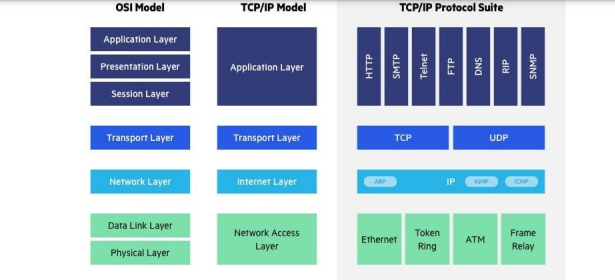 OSI Model
TCP/IP Model
TCP/IP Protocol Suite
Application Layer
Presentation Layer
Session Layer
Application Layer
HTTP
SMTP
Telnet
FTP
DNS
RIP
SNMP
Transport Layer
Transport Layer
TCP
UDP
Network Layer
Internet Layer
ARP
IP
IGMP
ICMP
Data Link Layer
Physical Layer
Network Access
Layer
Ethernet
Token
Ring
ATM
Frame
Relay